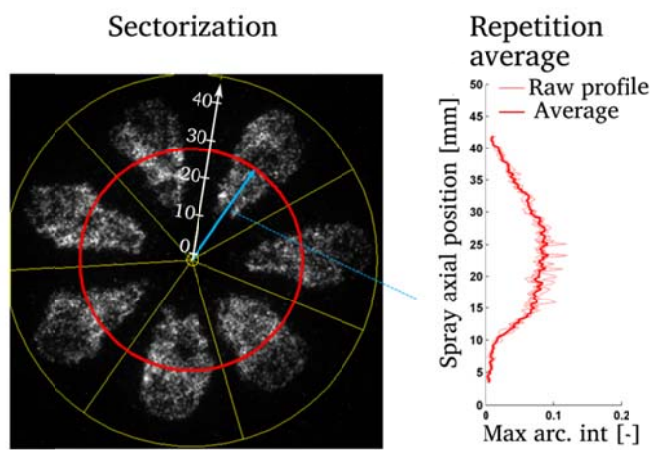 Sectorization
40
30
20
10
0
Repetition
average
50
Raw profile
Average
45
40
35
30
25
20
15
10
5
0
Spray axial position [mm]
0
0.1
0.2
Max arc. int [-]